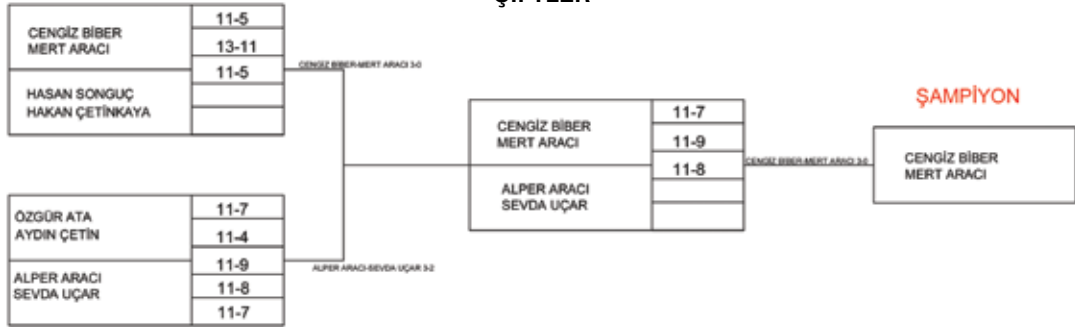 ÇİFTLER
CENGİZ BİBER
MERT ARACI
11-5
13-11
11-5
HASAN SONGUÇ
HAKAN ÇETİNKAYA
CENGİZ BİBER-MERT ARACI 3-0
ÖZGÜR ATA
AYDIN ÇETİN
11-7
11-4
11-9
11-8
11-7
ALPER ARACI
SEVDA UÇAR
ALPER ARACI-SEVDA UÇAR 3-2
CENGİZ BİBER
MERT ARACI
11-7
11-9
11-8
ALPER ARACI
SEVDA UÇAR
CENGİZ BİBER-MERT ARACI 3-0
ŞAMPİYON
CENGİZ BİBER
MERT ARACI